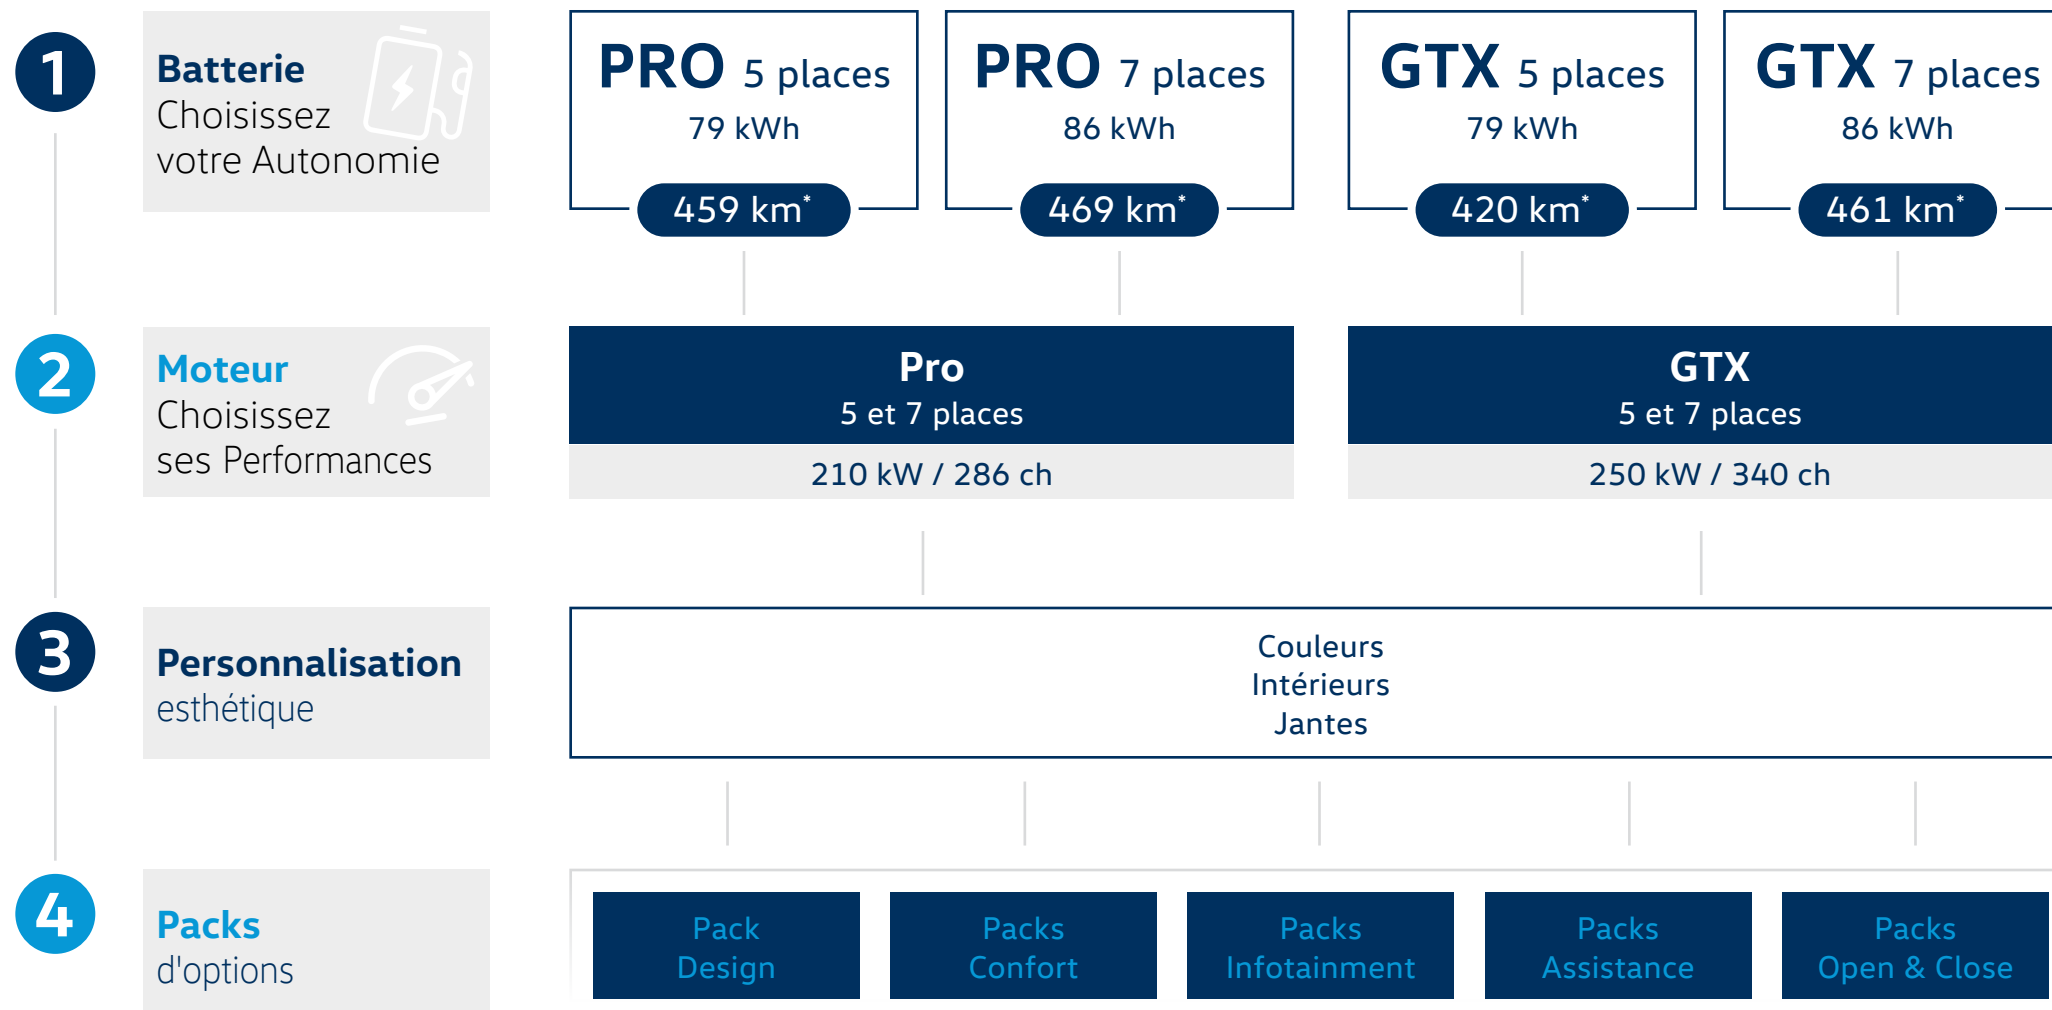 1
Batterie
Choisissez
votre Autonomie
PRO 5 places
79 kWh
459 km*
PRO 7 places
86 kWh
469 km*
GTX 5 places
79 kWh
420 km*
GTX 7 places
86 kWh
461 km*
2
Moteur
Choisissez
ses Performances
Pro
5 et 7 places
210 kW / 286 ch
GTX
5 et 7 places
250 kW / 340 ch
3
Personnalisation
esthétique
Couleurs
Intérieurs
Jantes
4
Packs
d'options
Pack
Design
Packs
Confort
Packs
Infotainment
Packs
Assistance
Packs
Open & Close